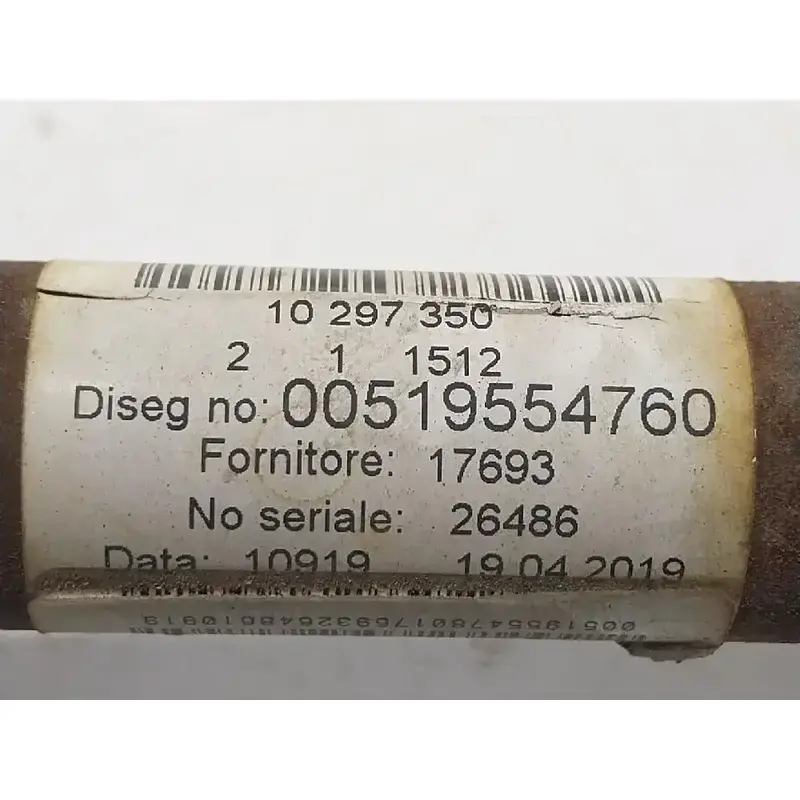 10 297 350
2 1 1512
Diseg no: 00519554760
Fornitore: 17693
No seriale: 26486
Data: 10919 19.04.2019